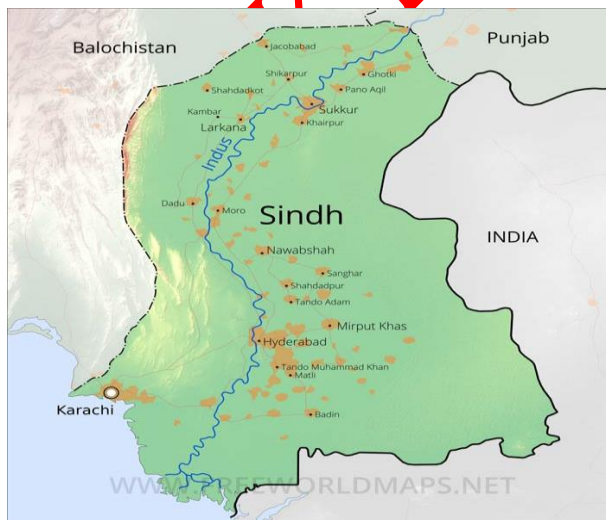 Balochistan
Punjab
Jacobabad
Shikarpur
Ghotki
Shahdadkot
Pano Aqil
Sukkur
Kambar
Larkana
Khairpur
Indus
Dadu
Moro
Sindh
INDIA
Nawabshah
Sanghar
Shahdadpur
Tando Adam
Mirput Khas
Hyderabad
Tando Muhammad Khan
Matli
Karachi
Badin
WWW.FREEWORLDMAPS.NET